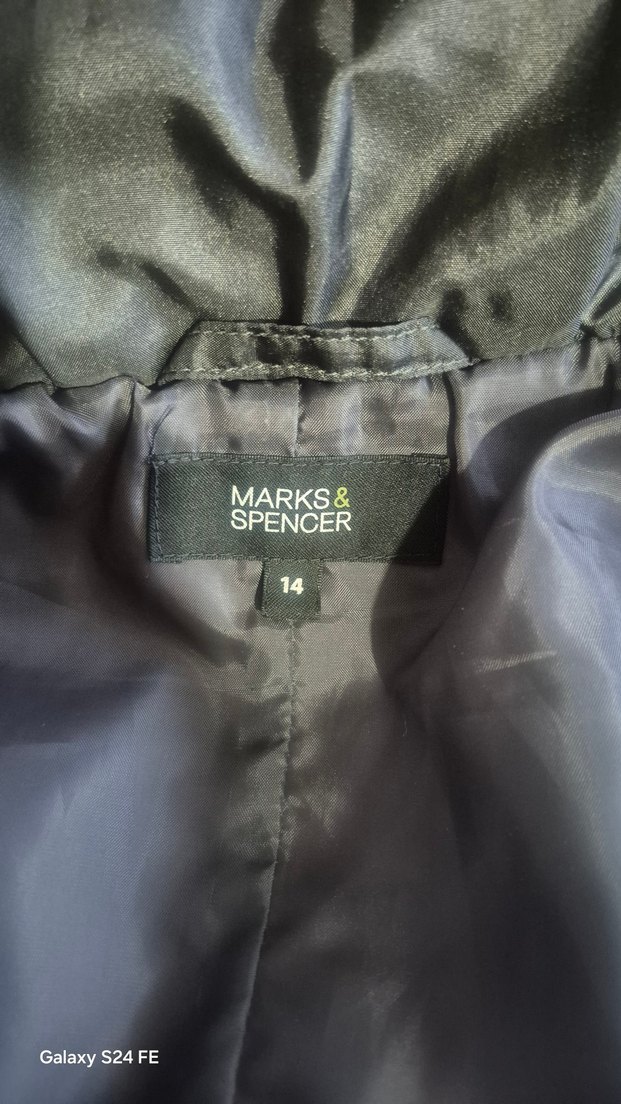 MARKS&
SPENCER
14
Galaxy S24 FE